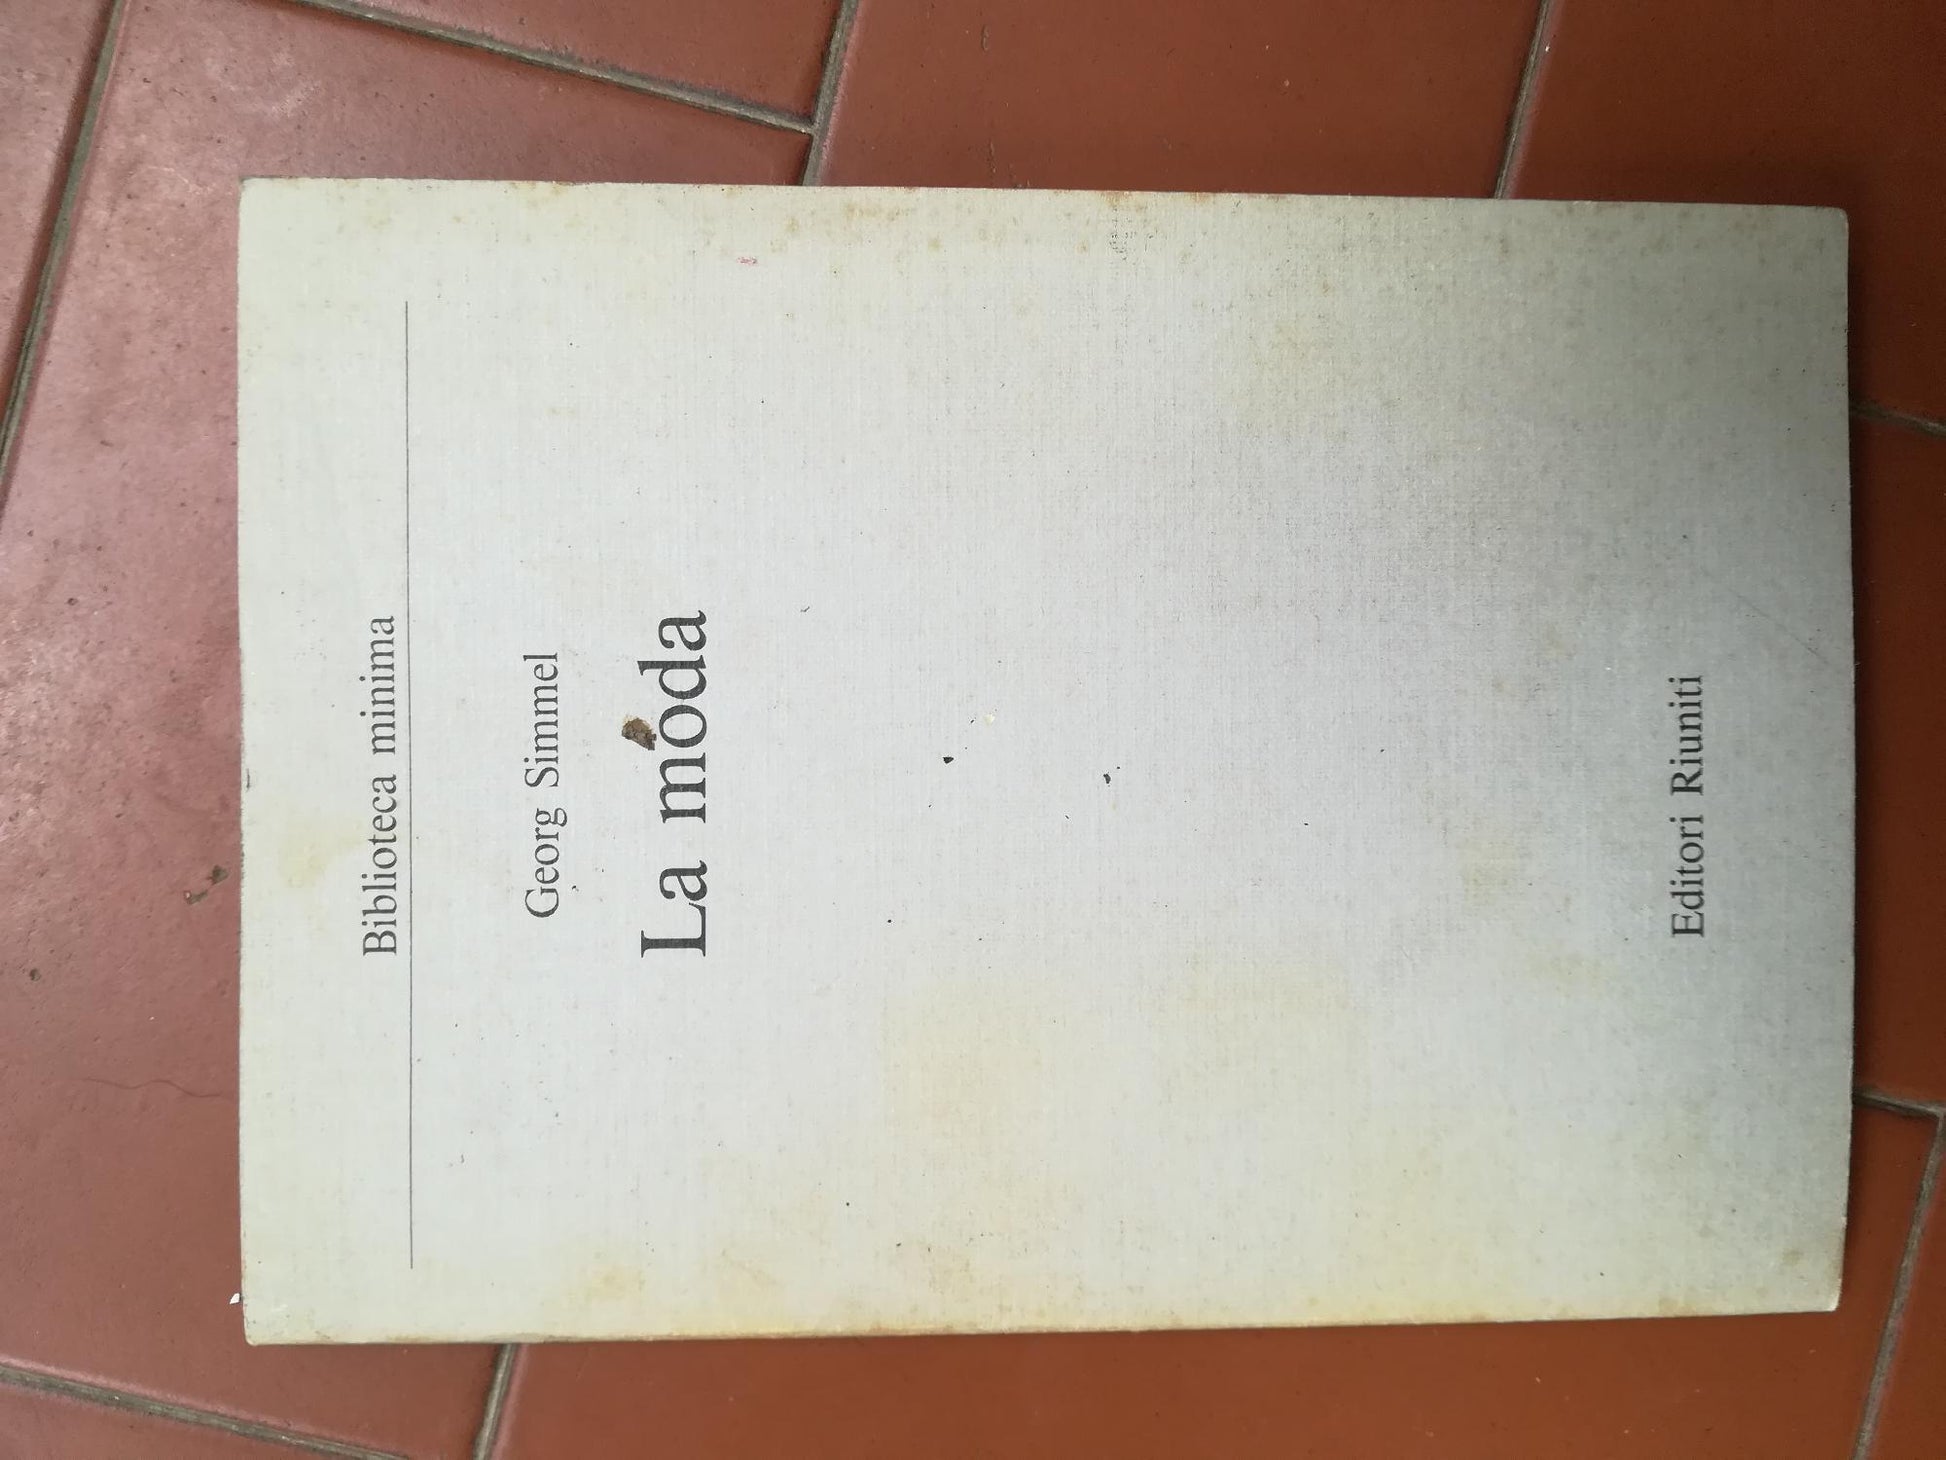 Biblioteca minima
Georg Simmel
La moda
Editori Riuniti